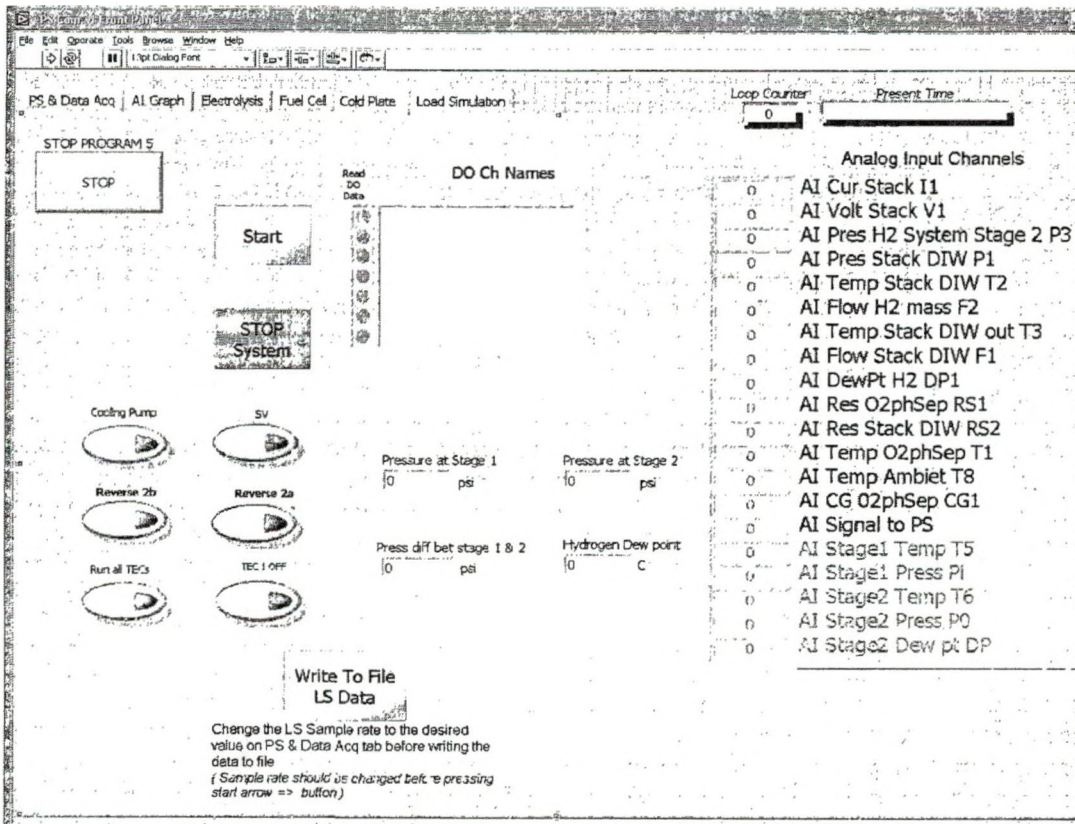 File Edit Operate Tools Browse Window Help
13pt Dialog Font
PS & Data Acq AI Graph Electrolysis Fuel Cell Cold Plate Load Simulation
Loop Counter Present Time
0
STOP PROGRAM 5
STOP
Start
STOP
System
Read
DO
Data
DO Ch Names
Cooling Pump SV
Reverse 2b Reverse 2a
Run all TECs TEC 1 OFF
Pressure at Stage 1 Pressure at Stage 2
0 psi 0 psi
Press diff bet stage 1 & 2 Hydrogen Dew point
0 psi 0 C
Write To File
LS Data
Change the LS Sample rate to the desired
value on PS & Data Acq tab before writing the
data to file
( Sample rate should be changed before pressing
start arrow => button)
Analog Input Channels
0 AI Cur Stack I1
0 AI Volt Stack V1
0 AI Pres H2 System Stage 2 P3
0 AI Pres Stack DIW P1
0 AI Temp Stack DIW T2
0 AI Flow H2 mass F2
0 AI Temp Stack DIW out T3
0 AI Flow Stack DIW F1
0 AI DewPt H2 DP1
0 AI Res O2phSep RS1
0 AI Res Stack DIW RS2
0 AI Temp O2phSep T1
0 AI Temp Ambiet T8
0 AI CG O2phSep CG1
0 AI Signal to PS
0 AI Stage1 Temp T5
0 AI Stage1 Press Pi
0 AI Stage2 Temp T6
0 AI Stage2 Press P0
0 AI Stage2 Dew pt DP